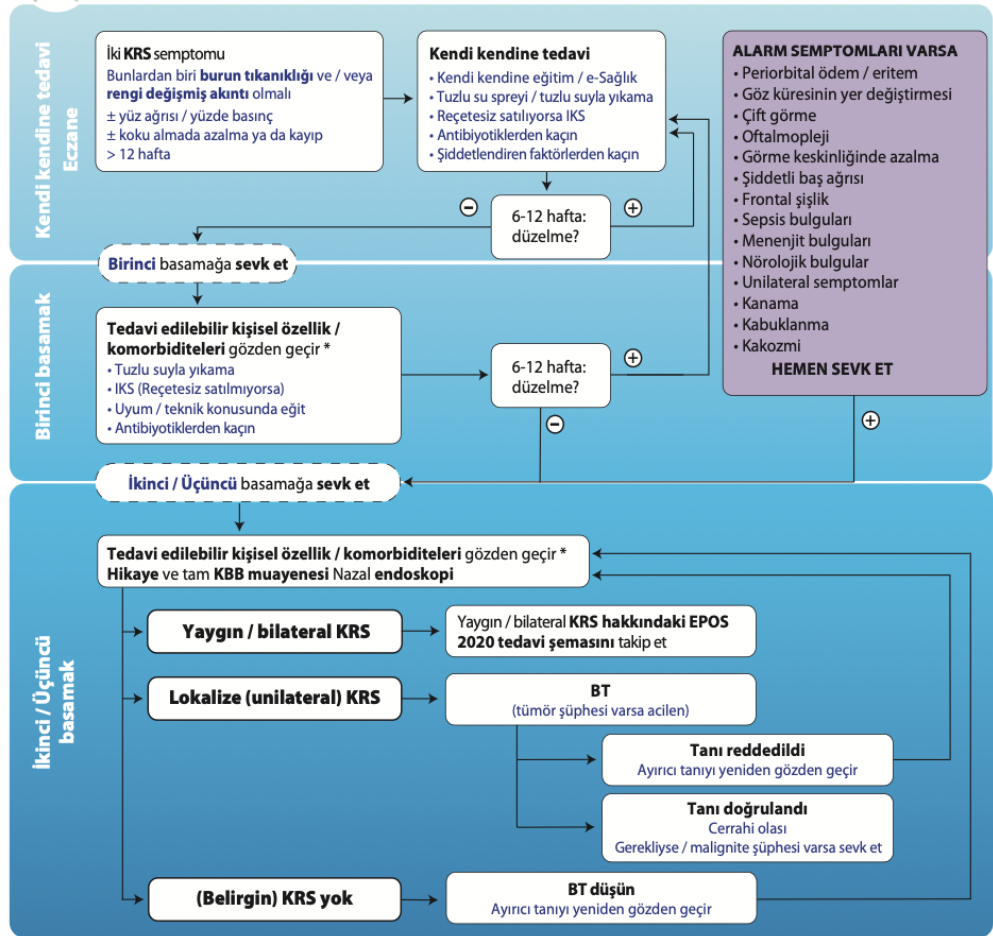 Kendi kendine tedavi
Eczane
İki KRS semptomu
Bunlardan biri burun tıkanıklığı ve / veya
rengi değişmiş akıntı olmalı
± yüz ağrısı / yüzde basınç
± koku almada azalma ya da kayıp
> 12 hafta
Kendi kendine tedavi
• Kendi kendine eğitim / e-Sağlık
• Tuzlu su spreyi / tuzlu suyla yıkama
• Reçetesiz satılıyorsa IKS
• Antibiyotiklerden kaçın
• Şiddetlendiren faktörlerden kaçın
6-12 hafta:
düzelme?
−
+
ALARM SEMPTOMLARI VARSA
• Periorbital ödem / eritem
• Göz küresinin yer değiştirmesi
• Çift görme
• Oftalmopleji
• Görme keskinliğinde azalma
• Şiddetli baş ağrısı
• Frontal şişlik
• Sepsis bulguları
• Menenjit bulguları
• Nörolojik bulgular
• Unilateral semptomlar
• Kanama
• Kabuklanma
• Kakozmi
HEMEN SEVK ET
+
Birinci basamağa sevk et
Birinci basamak
Tedavi edilebilir kişisel özellik /
komorbiditeleri gözden geçir *
• Tuzlu suyla yıkama
• IKS (Reçetesiz satılmıyorsa)
• Uyum / teknik konusunda eğit
• Antibiyotiklerden kaçın
6-12 hafta:
düzelme?
+
−
İkinci / Üçüncü basamağa sevk et
İkinci / Üçüncü
basamak
Tedavi edilebilir kişisel özellik / komorbiditeleri gözden geçir *
Hikaye ve tam KBB muayenesi Nazal endoskopi
Yaygın / bilateral KRS
Yaygın / bilateral KRS hakkındaki EPOS
2020 tedavi şemasını takip et
Lokalize (unilateral) KRS
BT
(tümör şüphesi varsa acilen)
Tanı reddedildi
Ayırıcı tanıyı yeniden gözden geçir
Tanı doğrulandı
Cerrahi olası
Gerekliyse / malignite şüphesi varsa sevk et
(Belirgin) KRS yok
BT düşün
Ayırıcı tanıyı yeniden gözden geçir